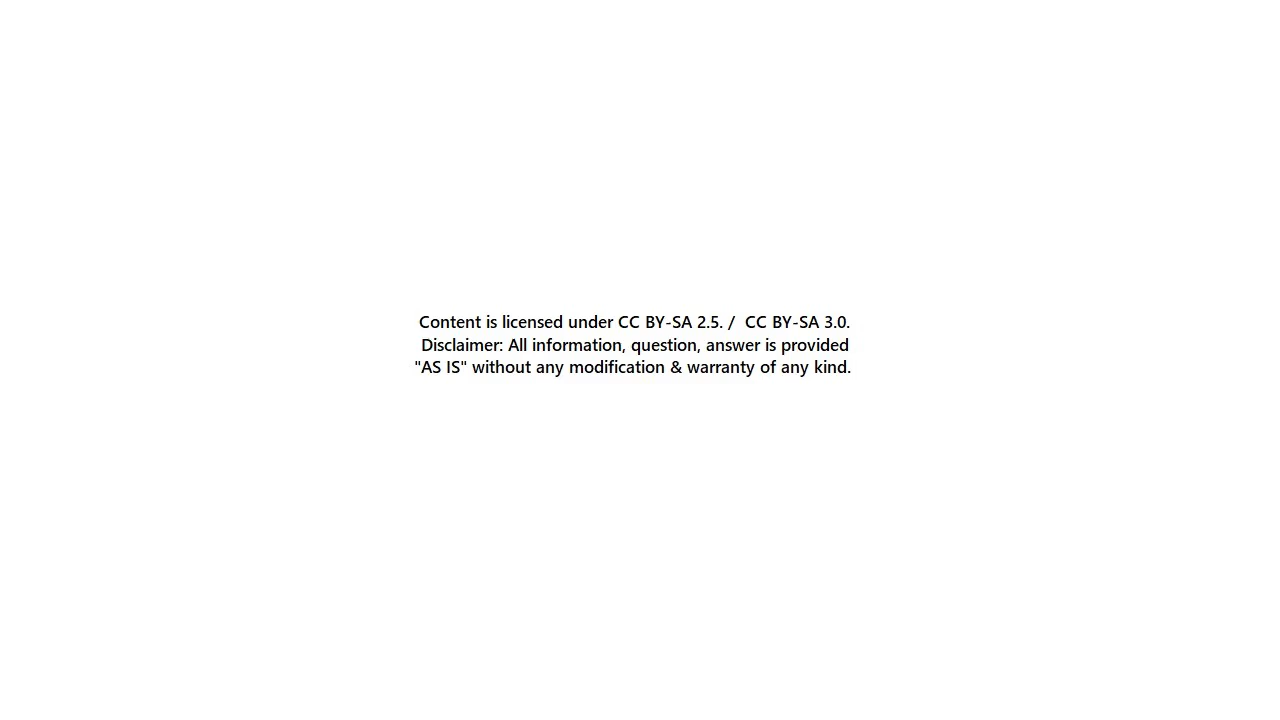 Content is licensed under CC BY-SA 2.5. /  CC BY-SA 3.0.
Disclaimer: All information, question, answer is provided
"AS IS" without any modification & warranty of any kind.